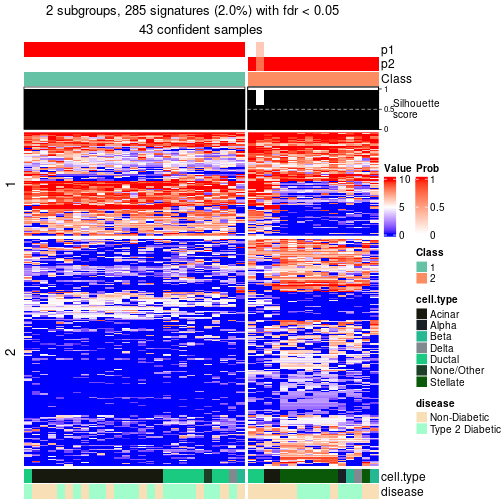 2 subgroups, 285 signatures (2.0%) with fdr < 0.05
43 confident samples
p1
p2
Class
1
0.5
0
Silhouette
score
1
2
Value
10
5
0
Prob
1
0.5
0
Class
1
2
cell.type
Acinar
Alpha
Beta
Delta
Ductal
None/Other
Stellate
disease
Non-Diabetic
Type 2 Diabetic
cell.type
disease